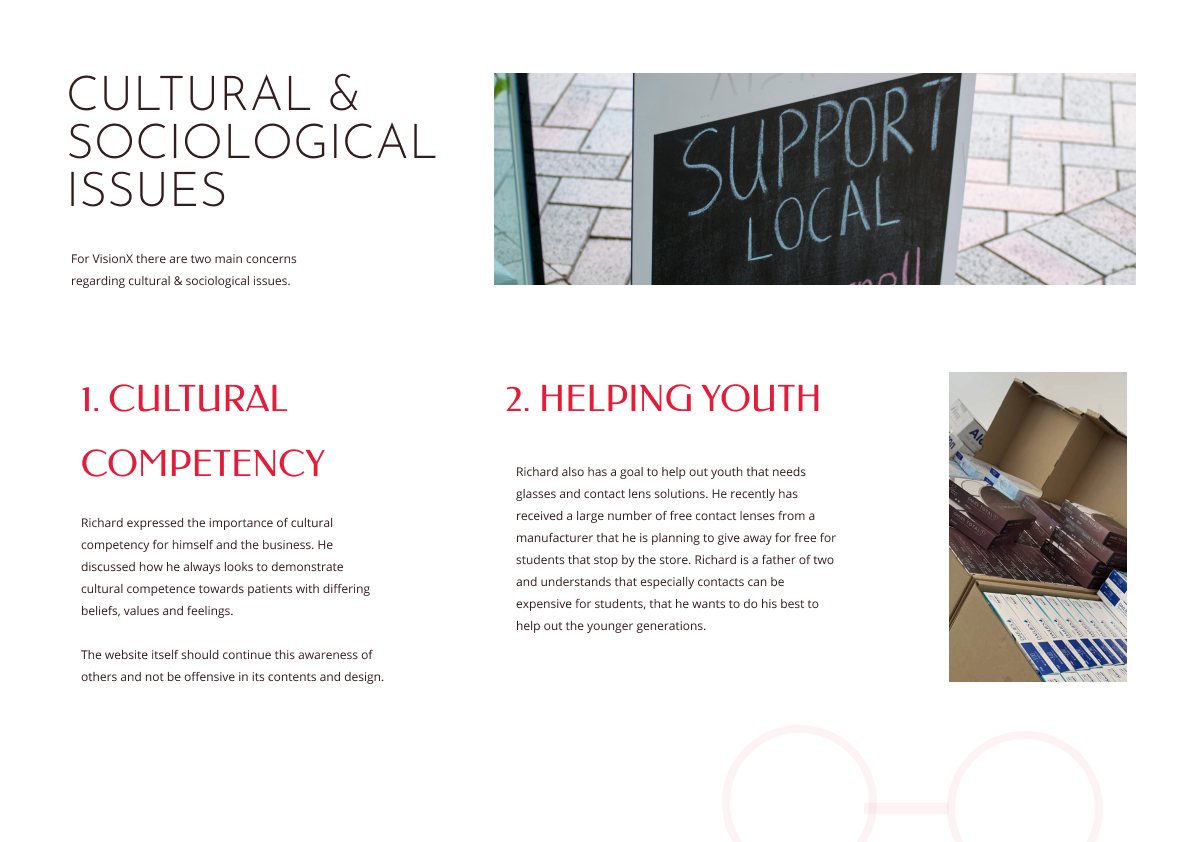 CULTURAL &
SOCIOLOGICAL
ISSUES
For VisionX there are two main concerns
regarding cultural & sociological issues.
SUPPORT
LOCAL
1. CULTURAL
COMPETENCY
Richard expressed the importance of cultural
competency for himself and the business. He
discussed how he always looks to demonstrate
cultural competence towards patients with differing
beliefs, values and feelings.
The website itself should continue this awareness of
others and not be offensive in its contents and design.
2. HELPING YOUTH
Richard also has a goal to help out youth that needs
glasses and contact lens solutions. He recently has
received a large number of free contact lenses from a
manufacturer that he is planning to give away for free for
students that stop by the store. Richard is a father of two
and understands that especially contacts can be
expensive for students, that he wants to do his best to
help out the younger generations.